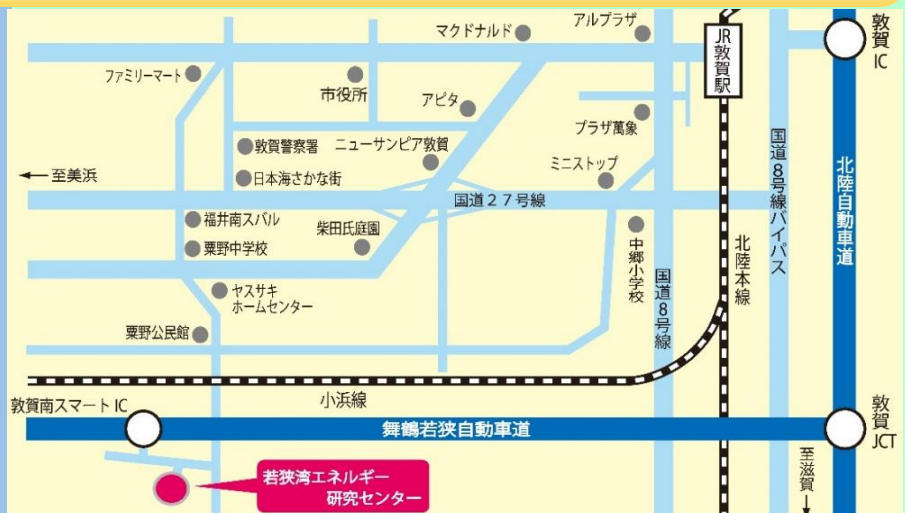 マクドナルド
アルプラザ
JR敦賀駅
敦賀
IC
ファミリーマート
市役所
アピタ
プラザ萬象
敦賀警察署
ニューサンピア敦賀
ミニストップ
←至美浜
日本海さかな街
国道27号線
国道8号線バイパス
北陸自動車道
福井南スバル
柴田氏庭園
粟野中学校
中郷小学校
国道8号線
北陸本線
ヤスサキ
ホームセンター
粟野公民館
小浜線
敦賀南スマートIC
舞鶴若狭自動車道
敦賀
JCT
至滋賀
若狭湾エネルギー
研究センター